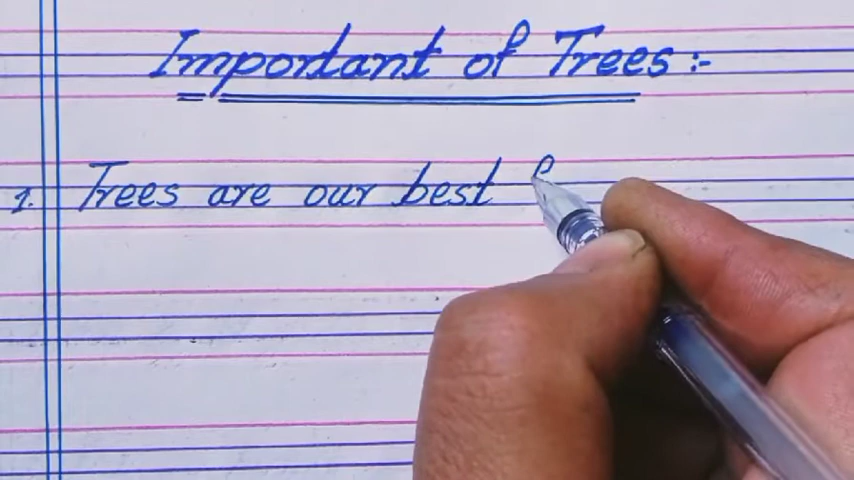 Important of Trees :-
1. Trees are our best f